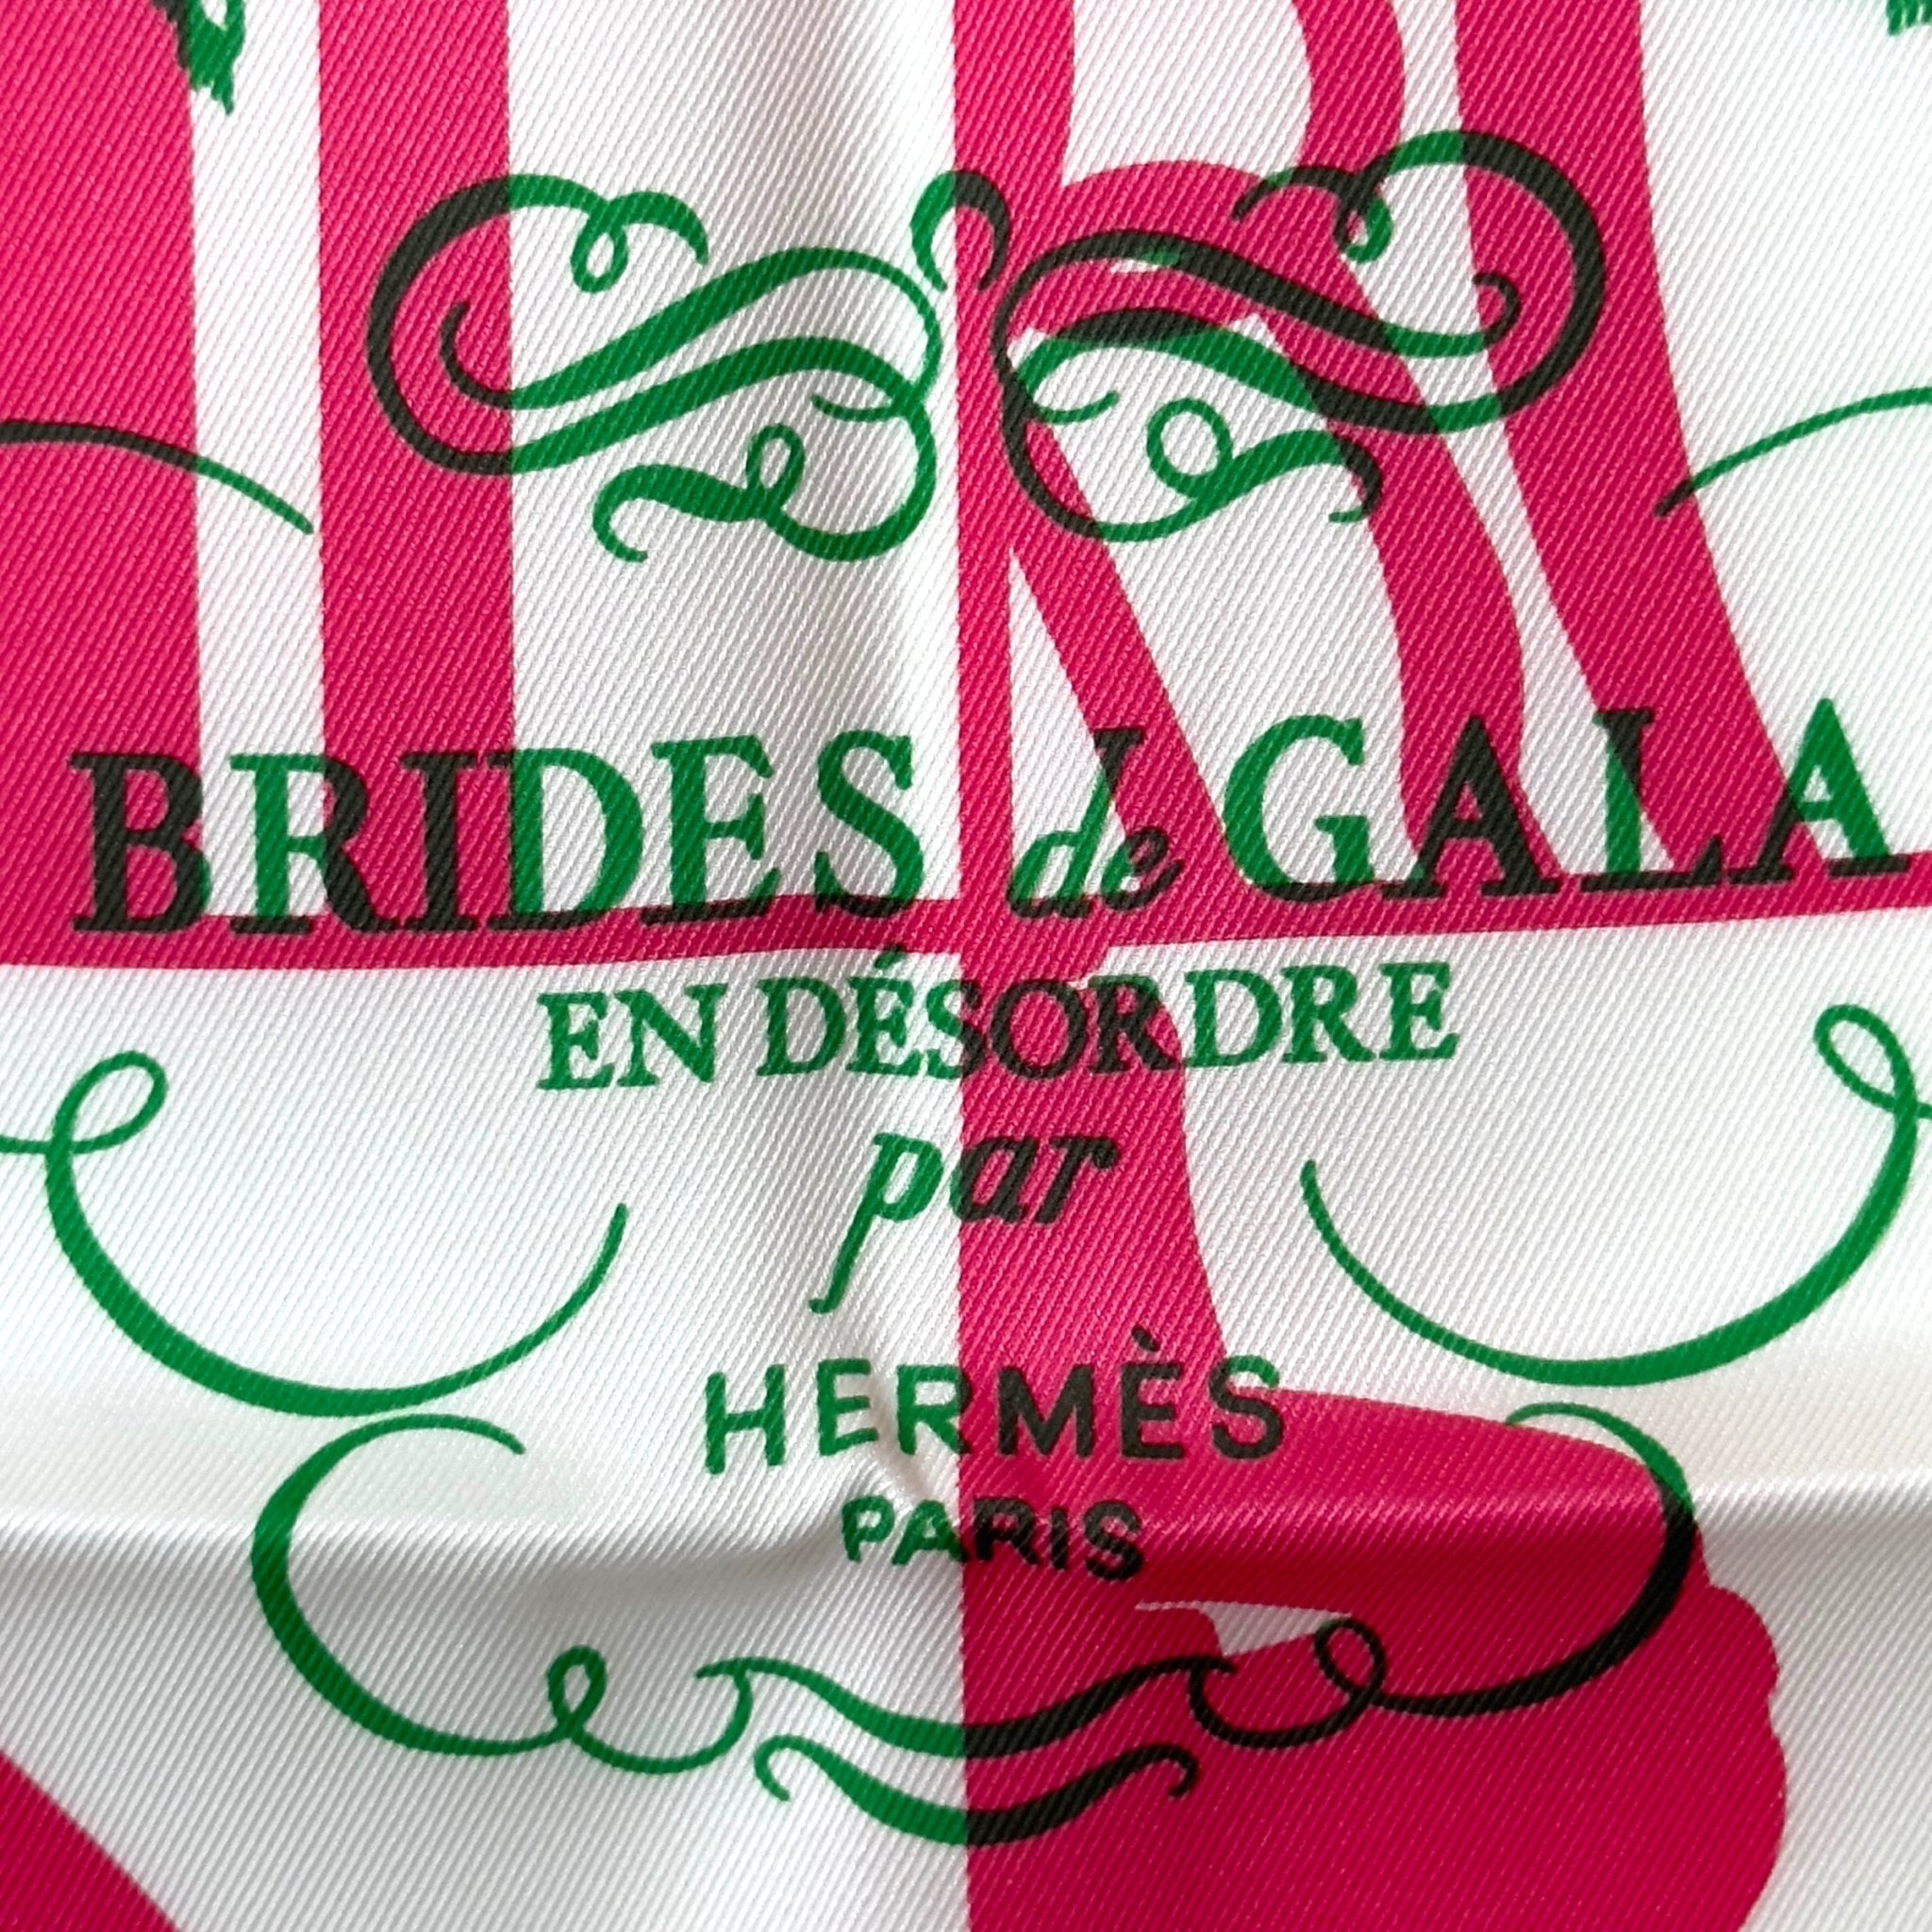 BRIDES de GALA
EN DÉSORDRE
par
HERMÈS
PARIS